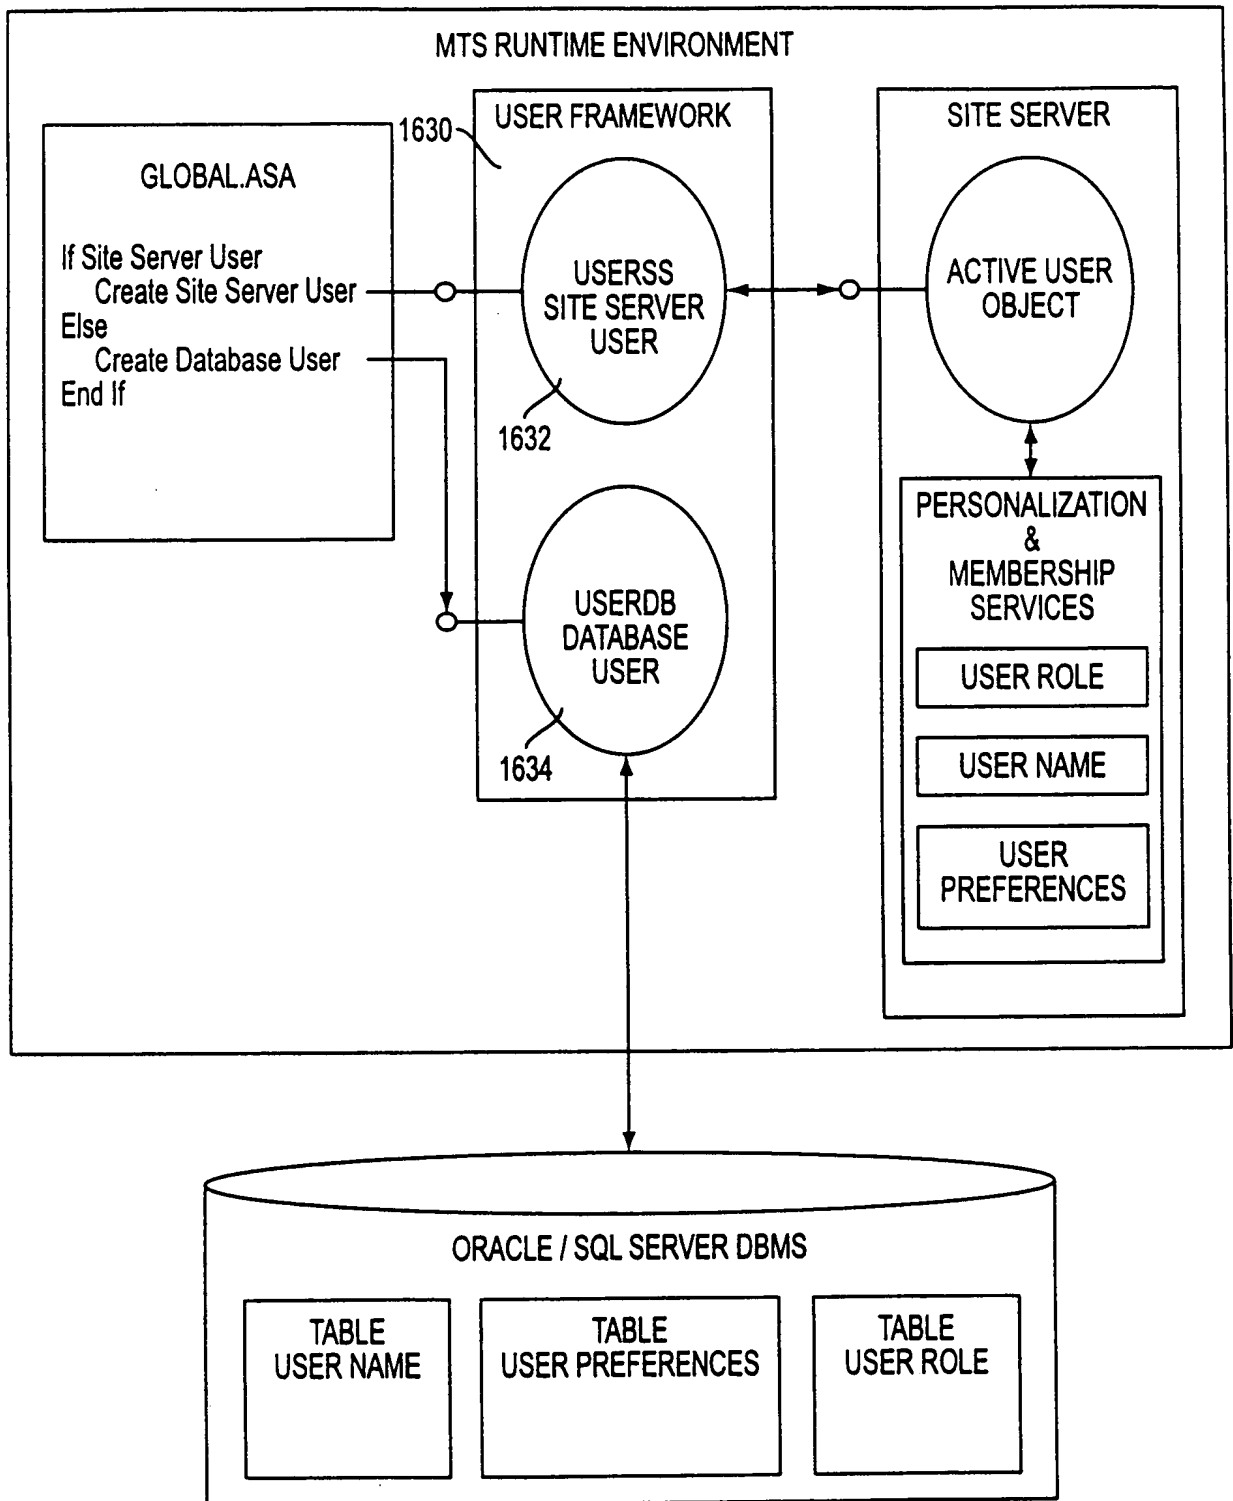 MTS RUNTIME ENVIRONMENT
GLOBAL.ASA
If Site Server User
Create Site Server User
Else
Create Database User
End If
USER FRAMEWORK
1630
USERSS
SITE SERVER
USER
1632
USERDB
DATABASE
USER
1634
SITE SERVER
ACTIVE USER
OBJECT
PERSONALIZATION
&
MEMBERSHIP
SERVICES
USER ROLE
USER NAME
USER
PREFERENCES
ORACLE / SQL SERVER DBMS
TABLE
USER NAME
TABLE
USER PREFERENCES
TABLE
USER ROLE